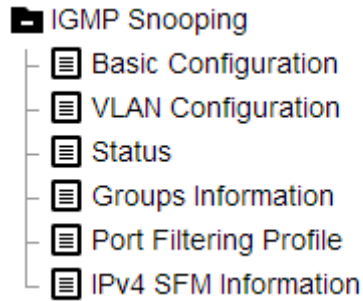 IGMP Snooping
Basic Configuration
VLAN Configuration
Status
Groups Information
Port Filtering Profile
IPv4 SFM Information